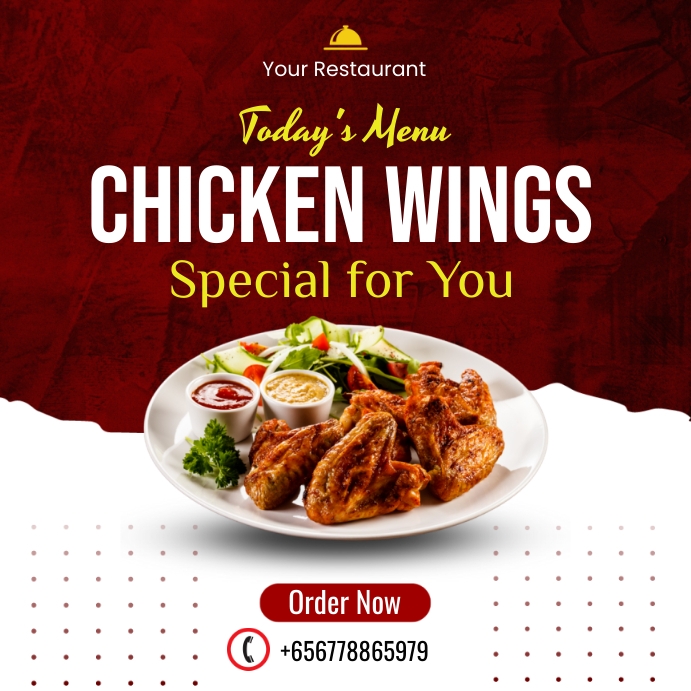 Your Restaurant
Today's Menu
CHICKEN WINGS
Special for You
Order Now
+656778865979